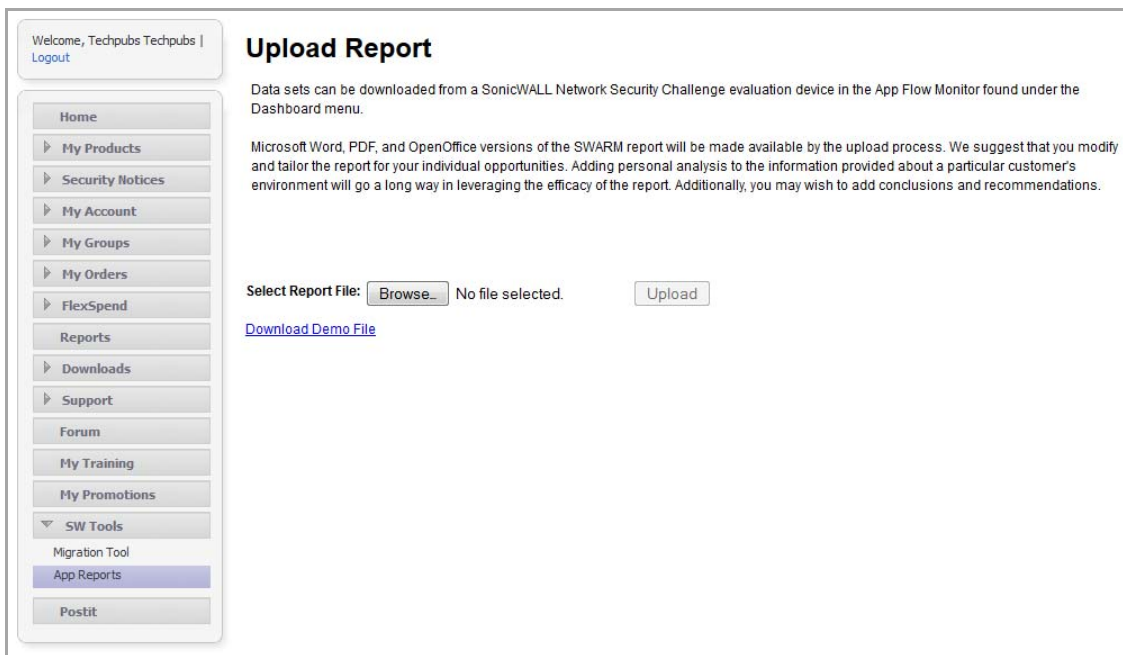 Welcome, Techpubs Techpubs |
Logout
Home
My Products
Security Notices
My Account
My Groups
My Orders
FlexSpend
Reports
Downloads
Support
Forum
My Training
My Promotions
SW Tools
Migration Tool
App Reports
Postit
Upload Report
Data sets can be downloaded from a SonicWALL Network Security Challenge evaluation device in the App Flow Monitor found under the
Dashboard menu.
Microsoft Word, PDF, and OpenOffice versions of the SWARM report will be made available by the upload process. We suggest that you modify
and tailor the report for your individual opportunities. Adding personal analysis to the information provided about a particular customer's
environment will go a long way in leveraging the efficacy of the report. Additionally, you may wish to add conclusions and recommendations.
Select Report File: Browse... No file selected. Upload
Download Demo File